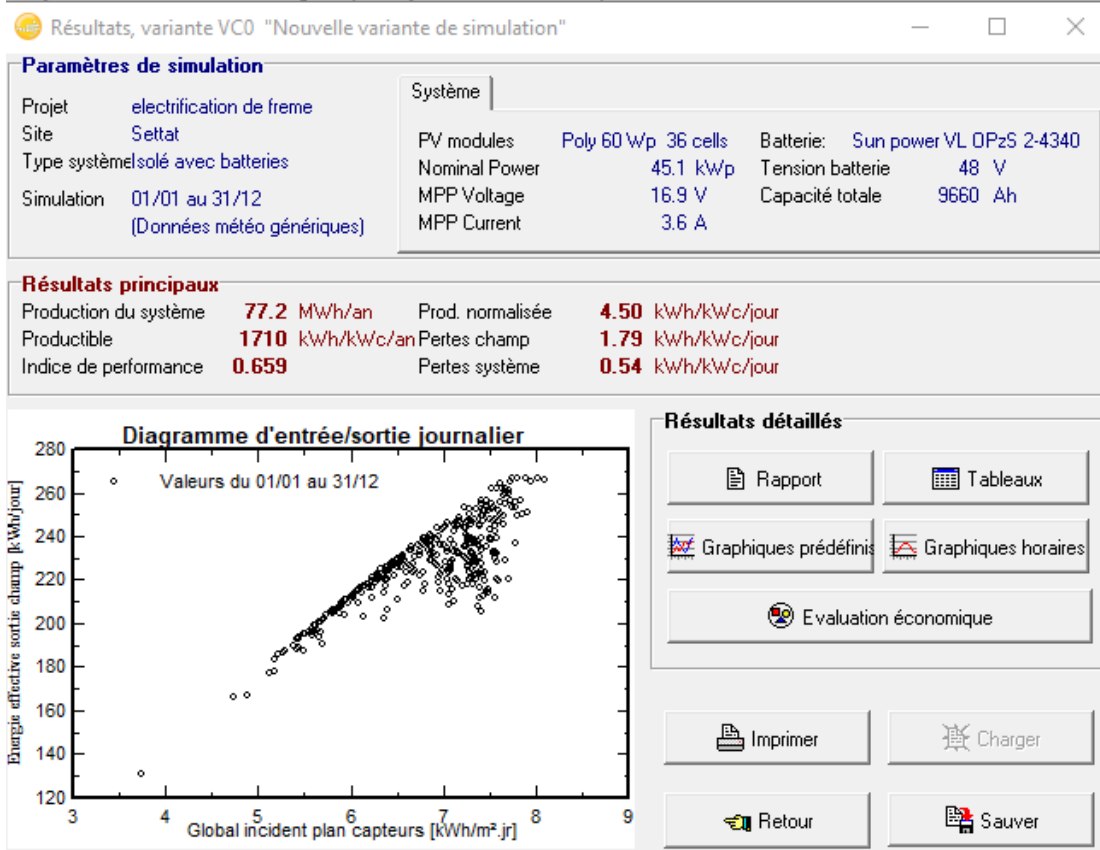 Résultats, variante VC0 "Nouvelle variante de simulation"
Paramètres de simulation
Projet electrification de freme
Site Settat
Type systèmeIsolé avec batteries
Simulation 01/01 au 31/12
(Données météo génériques)
Système
PV modules Poly 60 Wp 36 cells Batterie: Sun power VL OPzS 2-4340
Nominal Power 45.1 kWp Tension batterie 48 V
MPP Voltage 16.9 V Capacité totale 9660 Ah
MPP Current 3.6 A
Résultats principaux
Production du système 77.2 MWh/an Prod. normalisée 4.50 kWh/kWc/jour
Productible 1710 kWh/kWc/an Pertes champ 1.79 kWh/kWc/jour
Indice de performance 0.659 Pertes système 0.54 kWh/kWc/jour
Diagramme d'entrée/sortie journalier
Valeurs du 01/01 au 31/12
Energie effective sortie champ [kWh/jour]
280
260
240
220
200
180
160
140
120
3 4 5 6 7 8 9
Global incident plan capteurs [kWh/m².jr]
Résultats détaillés
Rapport Tableaux
Graphiques prédéfinis Graphiques horaires
Evaluation économique
Imprimer Charger
Retour Sauver